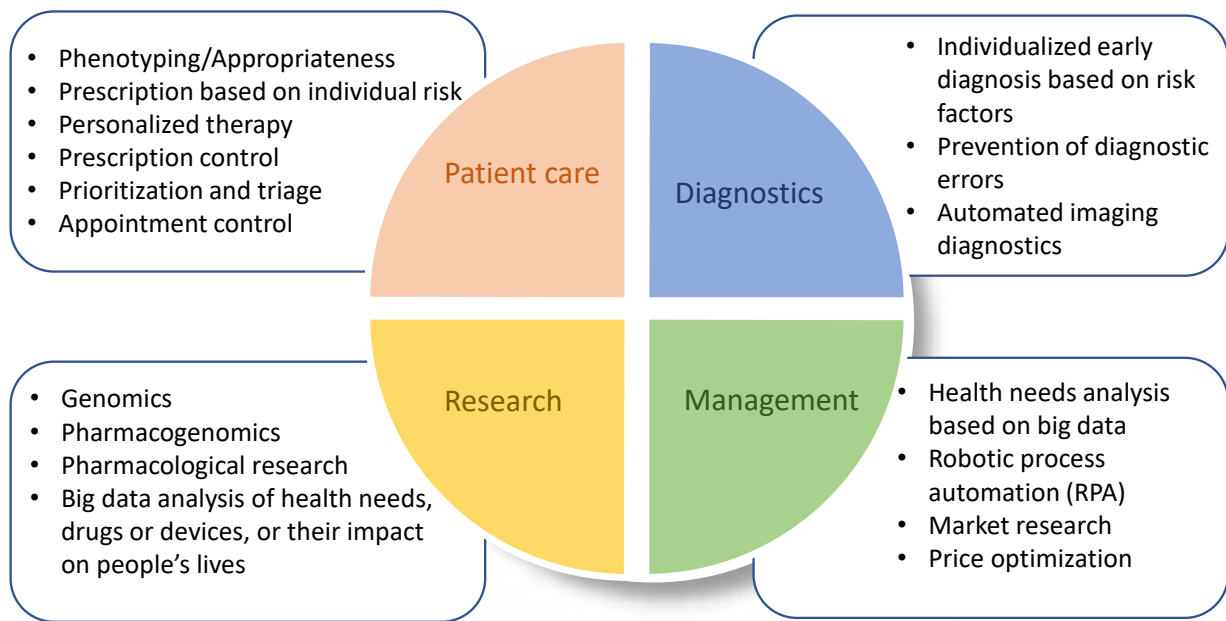 • Phenotyping/Appropriateness
• Prescription based on individual risk
• Personalized therapy
• Prescription control
• Prioritization and triage
• Appointment control
Patient care
Diagnostics
• Individualized early
diagnosis based on risk
factors
• Prevention of diagnostic
errors
• Automated imaging
diagnostics
• Genomics
• Pharmacogenomics
• Pharmacological research
• Big data analysis of health needs,
drugs or devices, or their impact
on people’s lives
Research
Management
• Health needs analysis
based on big data
• Robotic process
automation (RPA)
• Market research
• Price optimization